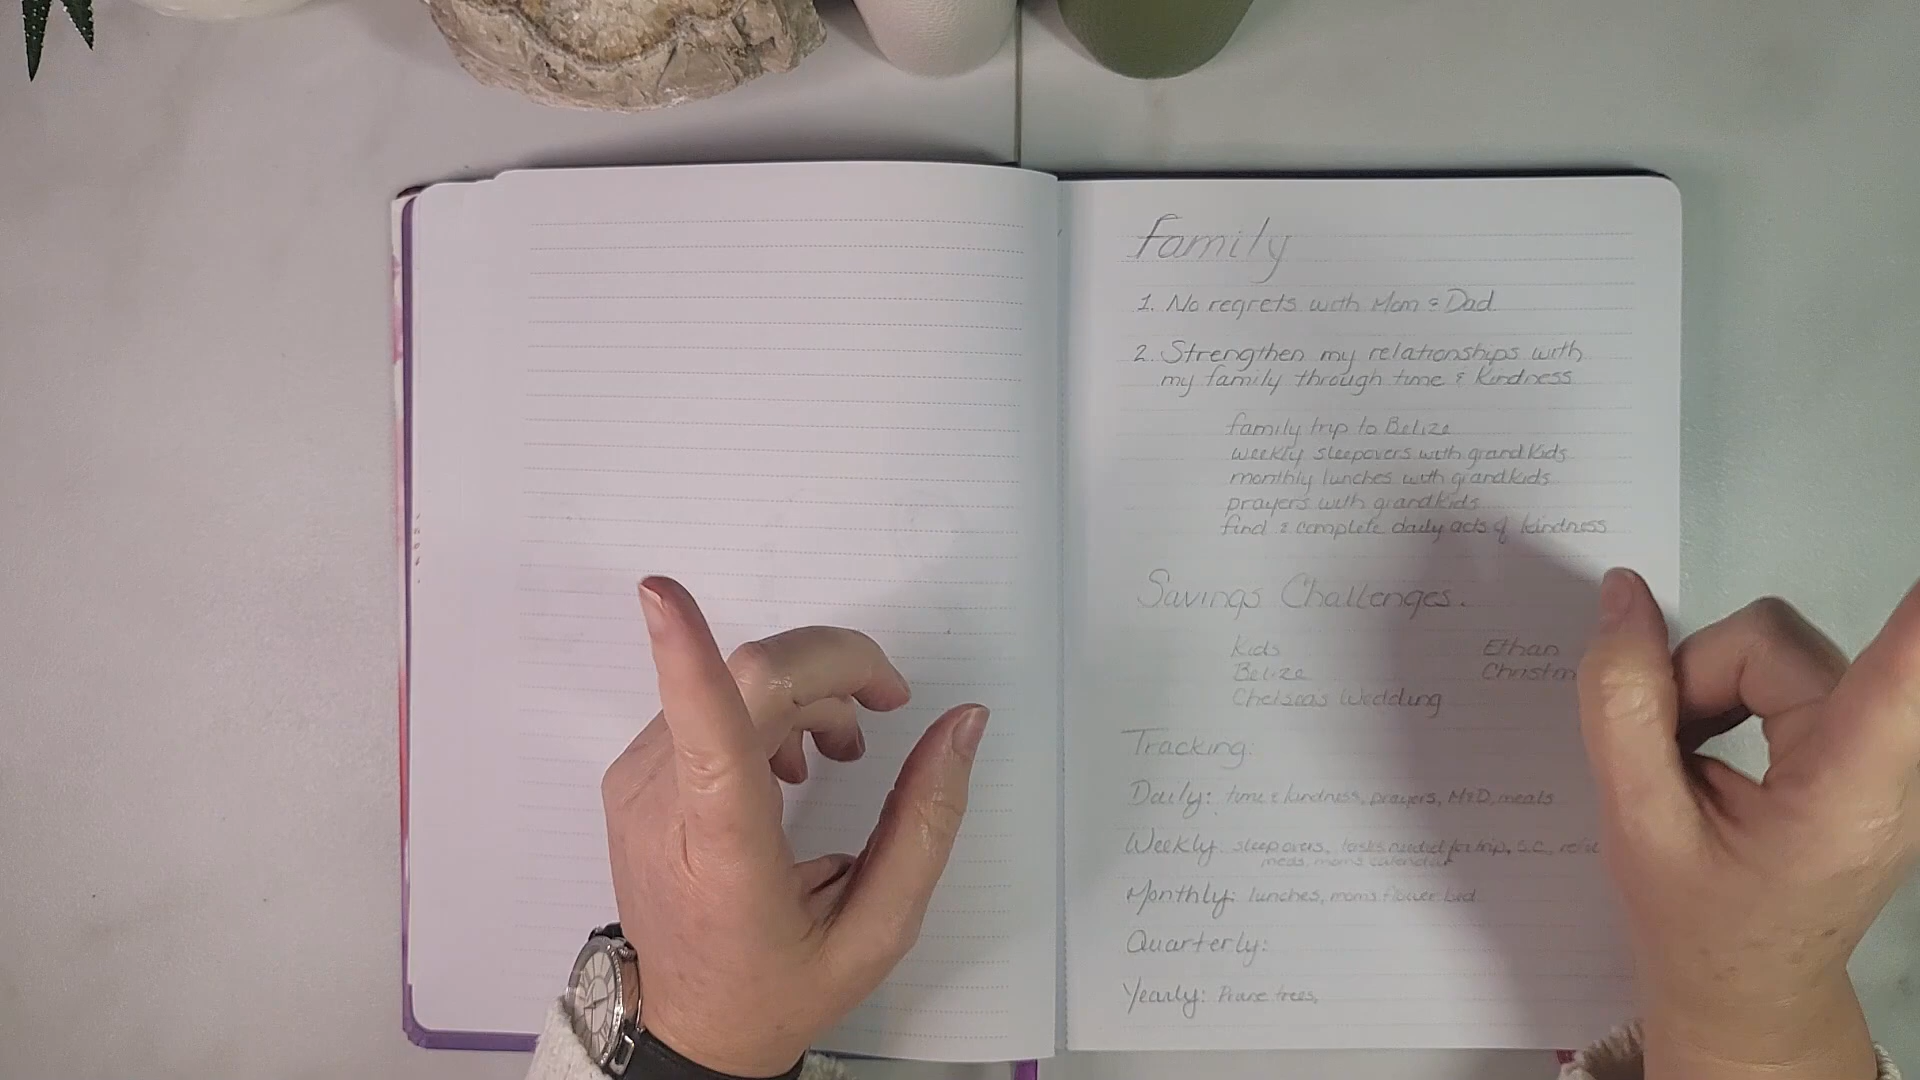 family
1. No regrets with Mom & Dad
2. Strengthen my relationships with
my family through time & Kindness
family trip to Belize
weekly sleepovers with grandkids
monthly lunches with grandkids
prayers with grandkids
find & complete daily acts of kindness
Savings Challenges.
Kids Ethan
Belize Christm
Chelseas Wedding
Tracking:
Daily: time & kindness, prayers, M&D, meals
Weekly sleepovers, tasks needed for trip, S.C.,
meds, moms calendar
Monthly: lunches, moms flower bed
Quarterly:
Yearly: Prune trees,